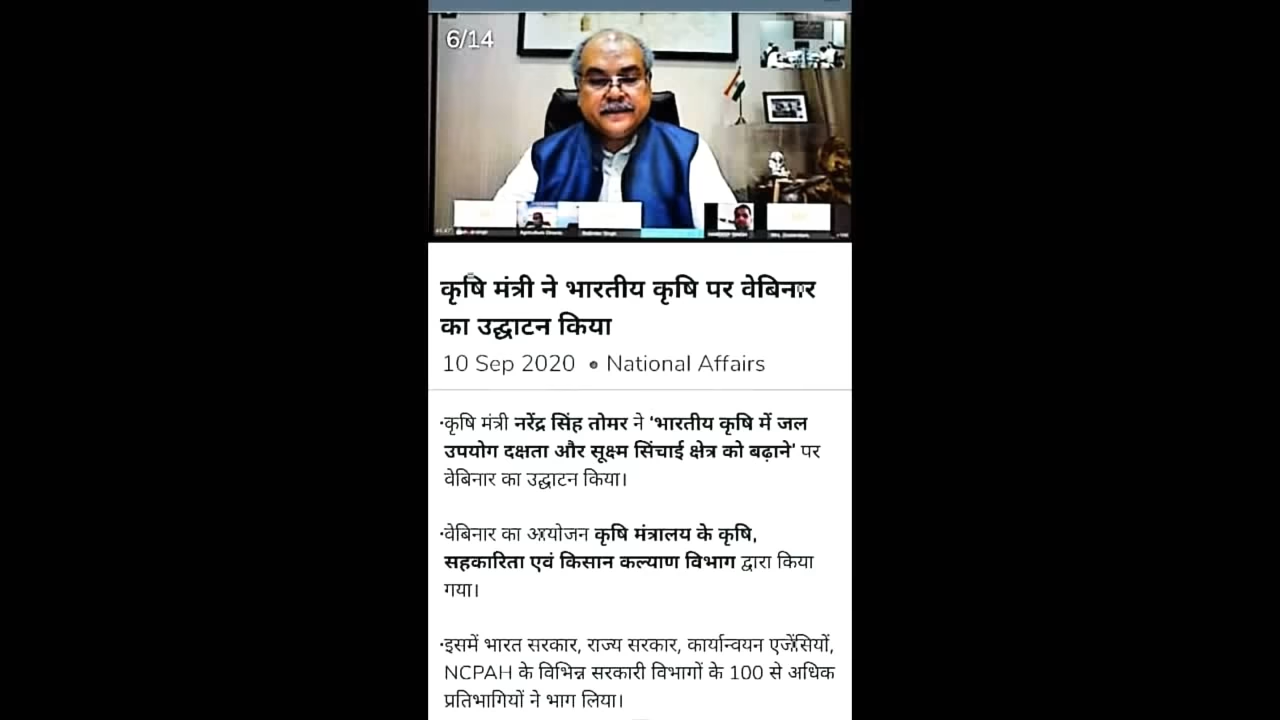 6/14
कृषि मंत्री ने भारतीय कृषि पर वेबिनार
का उद्घाटन किया
10 Sep 2020 • National Affairs
·कृषि मंत्री नरेंद्र सिंह तोमर ने 'भारतीय कृषि में जल
उपयोग दक्षता और सूक्ष्म सिंचाई क्षेत्र को बढ़ाने' पर
वेबिनार का उद्घाटन किया।
·वेबिनार का आयोजन कृषि मंत्रालय के कृषि,
सहकारिता एवं किसान कल्याण विभाग द्वारा किया
गया।
·इसमें भारत सरकार, राज्य सरकार, कार्यान्वयन एजेंसियों,
NCPAH के विभिन्न सरकारी विभागों के 100 से अधिक
प्रतिभागियों ने भाग लिया।